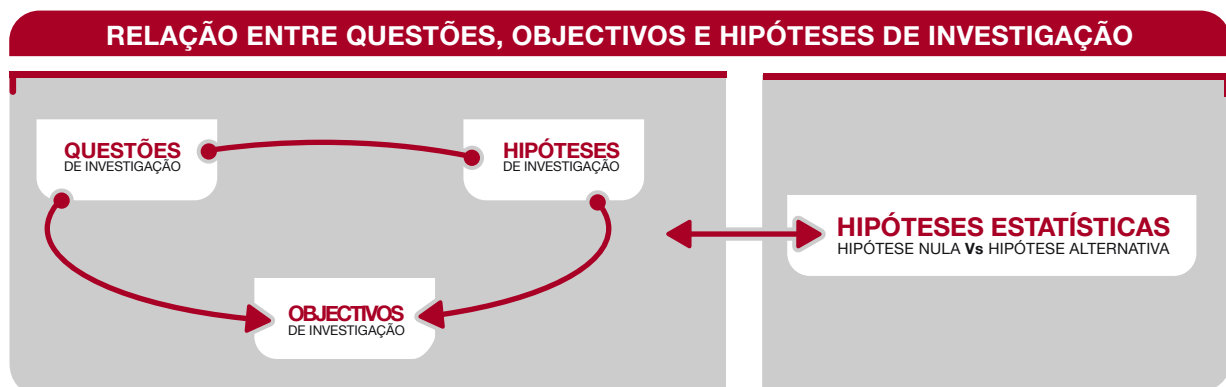 RELAÇÃO ENTRE QUESTÕES, OBJECTIVOS E HIPÓTESES DE INVESTIGAÇÃO
QUESTÕES
DE INVESTIGAÇÃO
HIPÓTESES
DE INVESTIGAÇÃO
OBJECTIVOS
DE INVESTIGAÇÃO
HIPÓTESES ESTATÍSTICAS
HIPÓTESE NULA Vs HIPÓTESE ALTERNATIVA